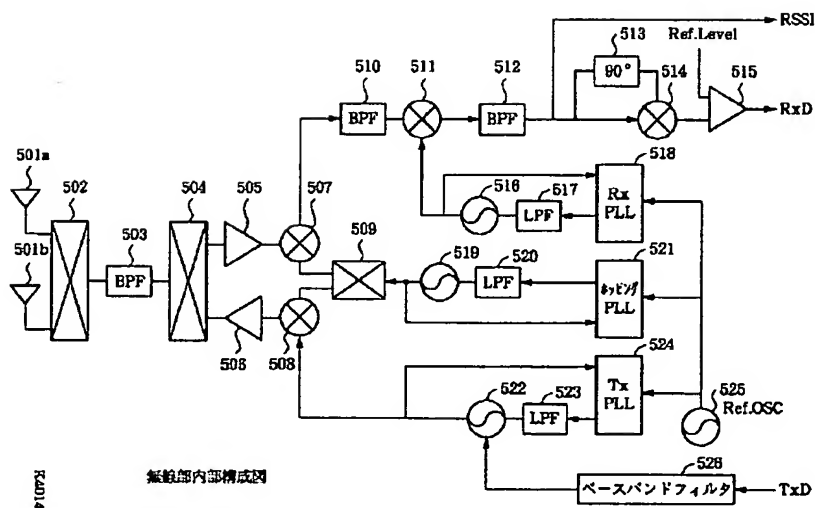 RSSI
Ref.Level
513
90°
515
514
RxD
510
511
512
BPF
BPF
501a
502
504
505
507
516
517
518
LPF
Rx
PLL
501b
503
BPF
509
519
520
521
LPF
ホッピング
PLL
506
508
522
523
524
LPF
Tx
PLL
525
Ref.OSC
526
ベースバンドフィルタ
TxD
無線部内部構成図
K4014